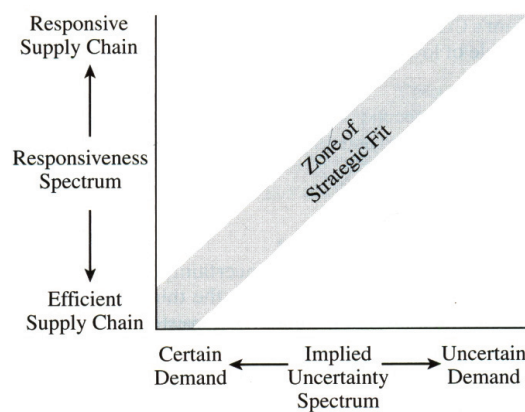 Responsive
Supply Chain
Responsiveness
Spectrum
Efficient
Supply Chain
Zone of
Strategic Fit
Certain
Demand
Implied
Uncertainty
Spectrum
Uncertain
Demand